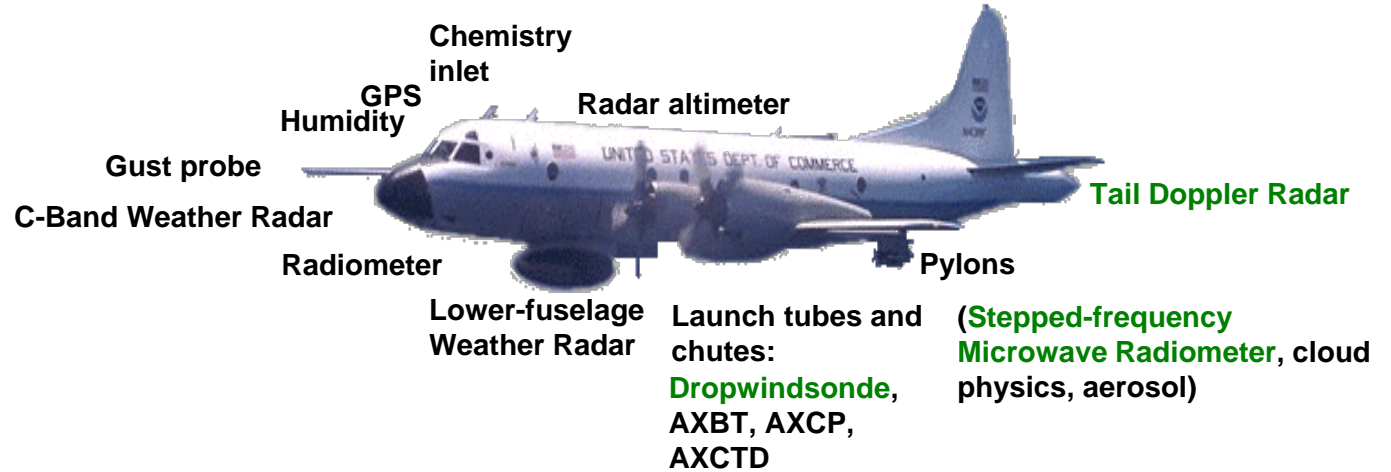 Chemistry
inlet
GPS
Humidity
Radar altimeter
UNITED STATES DEPT. OF COMMERCE
Gust probe
Tail Doppler Radar
C-Band Weather Radar
Radiometer
Pylons
Lower-fuselage
Weather Radar
Launch tubes and
chutes:
Dropwindsonde,
AXBT, AXCP,
AXCTD
(Stepped-frequency
Microwave Radiometer, cloud
physics, aerosol)